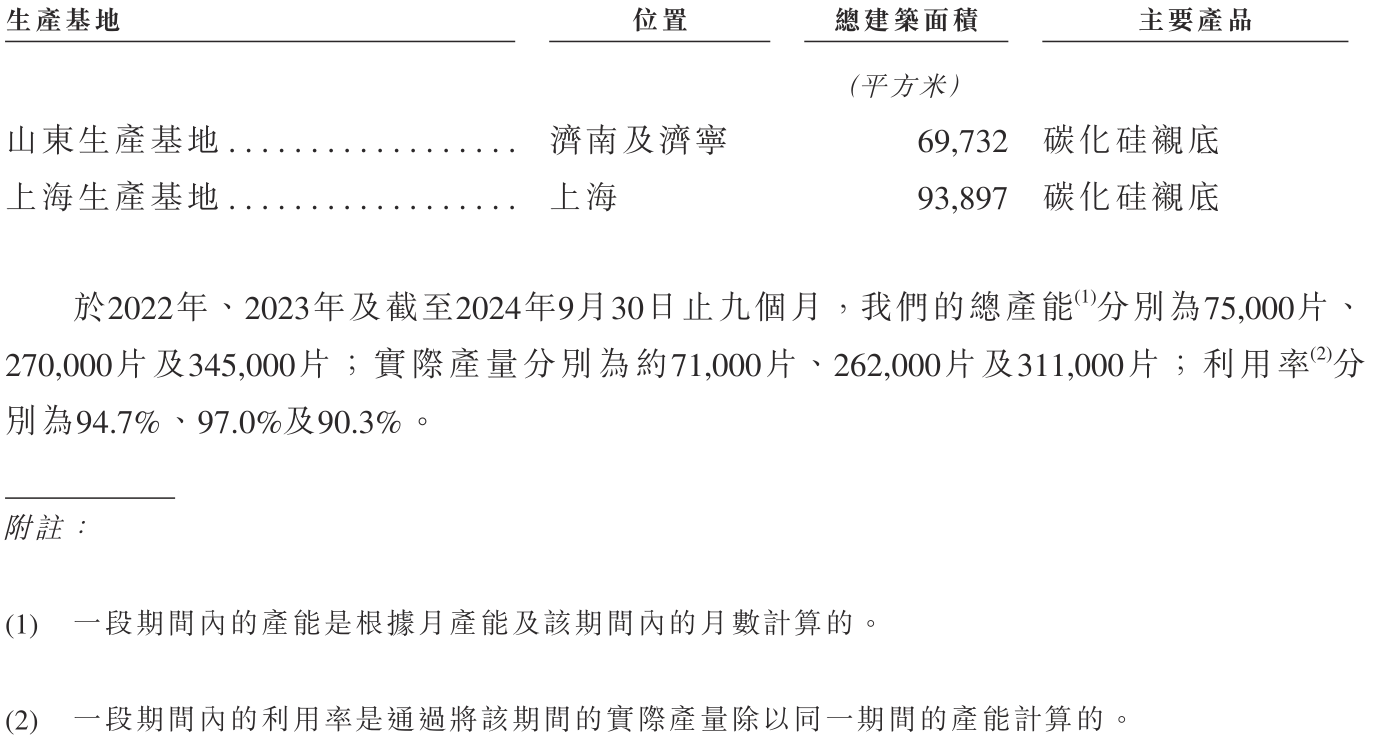 生產基地 位置 總建築面積 主要產品
(平方米)
山東生產基地.................. 濟南及濟寧 69,732 碳化硅襯底
上海生產基地.................. 上海 93,897 碳化硅襯底
於2022年、2023年及截至2024年9月30日止九個月，我們的總產能(1)分別為75,000片、
270,000片及345,000片；實際產量分別為約71,000片、262,000片及311,000片；利用率(2)分
別為94.7%、97.0%及90.3%。
附註：
(1) 一段期間內的產能是根據月產能及該期間內的月數計算的。
(2) 一段期間內的利用率是通過將該期間的實際產量除以同一期間的產能計算的。